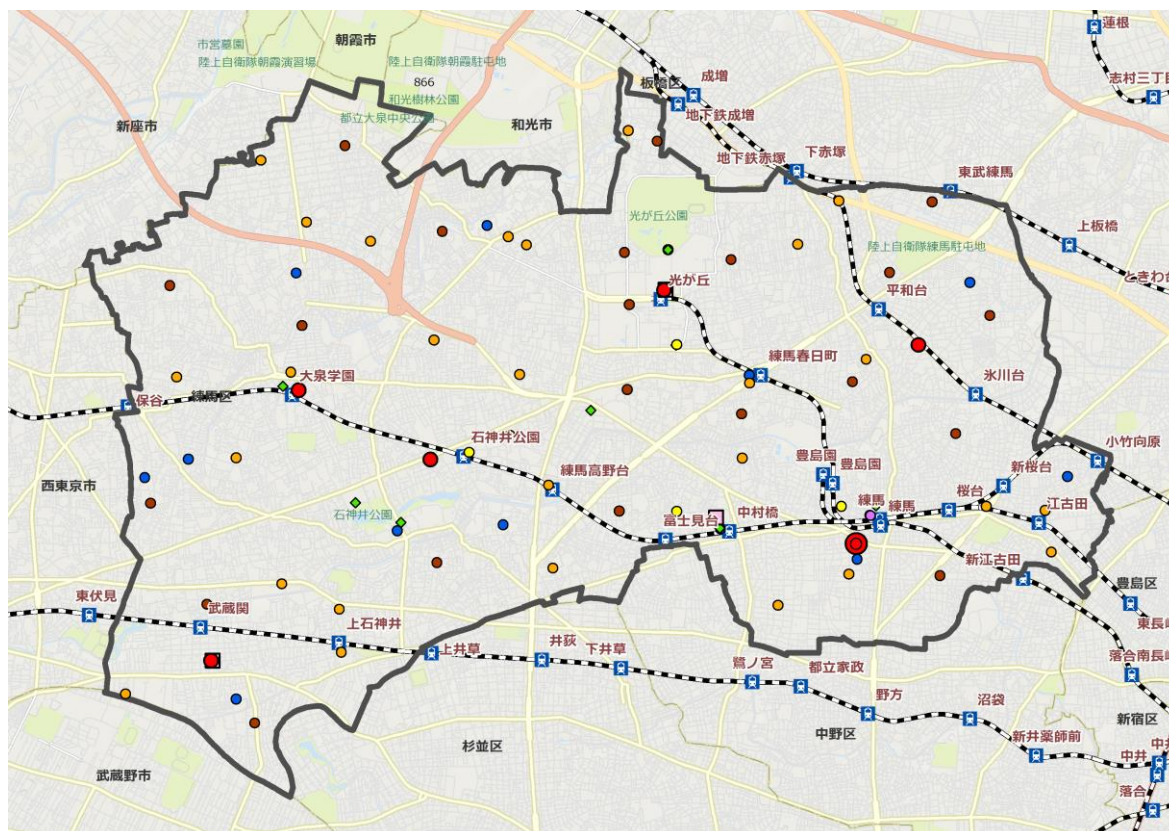 蓮根
朝霞市
市営墓園
陸上自衛隊朝霞演習場
陸上自衛隊朝霞駐屯地
866
成増
板橋区
志村三丁目
和光樹林公園
都立大泉中央公園
地下鉄成増
新座市
和光市
地下鉄赤塚
下赤塚
東武練馬
光が丘公園
上板橋
陸上自衛隊練馬駐屯地
ときわ台
光が丘
平和台
練馬春日町
大泉学園
氷川台
練馬区
保谷
石神井公園
小竹向原
豊島園
豊島園
練馬高野台
新桜台
西東京市
桜台
江古田
練馬
練馬
石神井公園
中村橋
富士見台
新江古田
豊島区
東伏見
武蔵関
上石神井
東長崎
井荻
下井草
上井草
鷺ノ宮
都立家政
落合南長崎
野方
沼袋
新宿区
中野区
杉並区
新井薬師前
中井
武蔵野市
落合